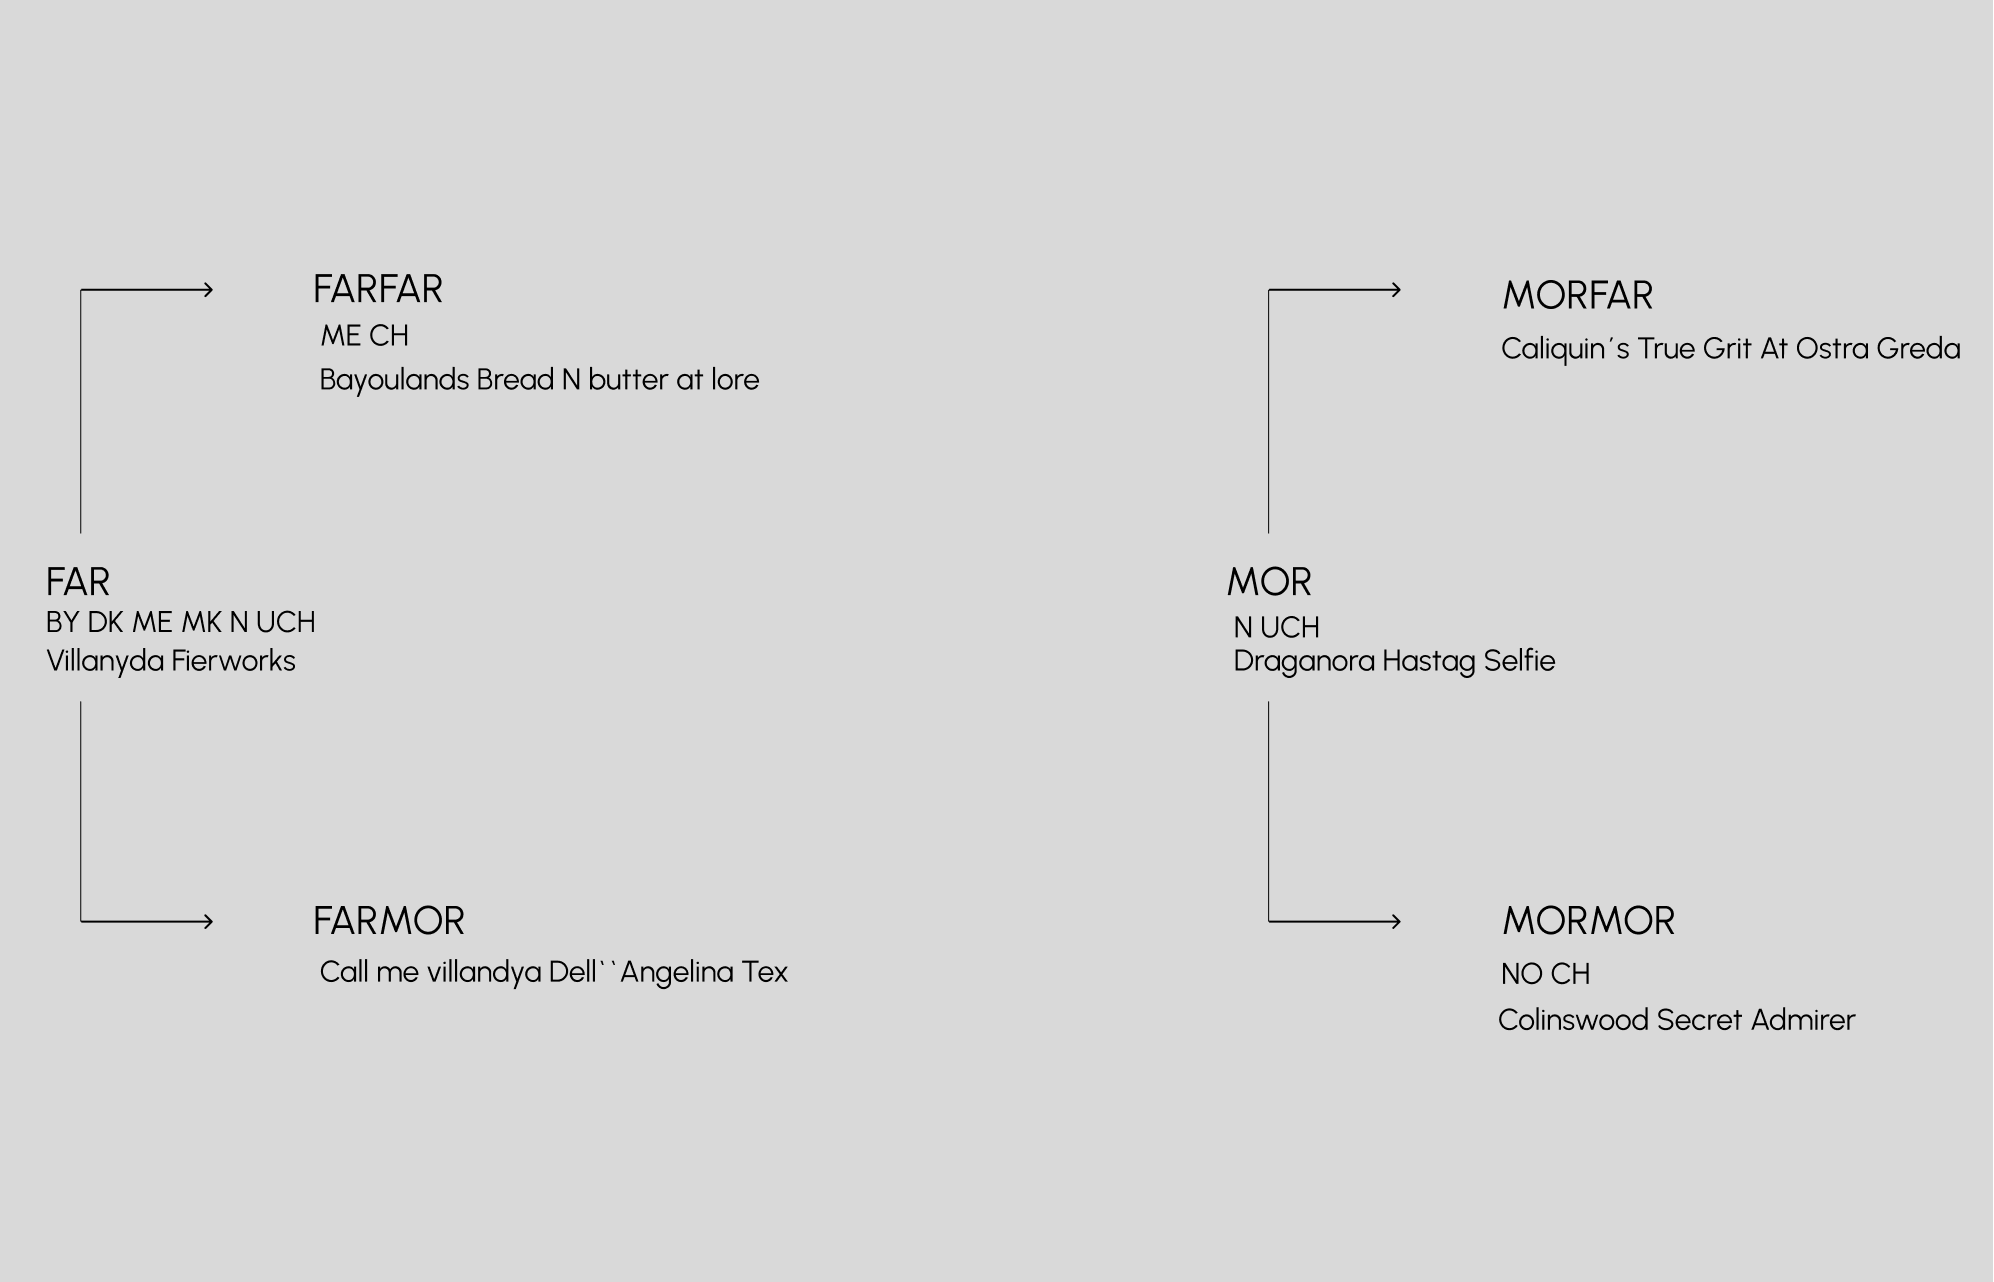 FARFAR
ME CH
Bayoulands Bread N butter at lore
FAR
BY DK ME MK N UCH
Villanyda Fierworks
FARMOR
Call me villandya Dell``Angelina Tex
MORFAR
Caliquin´s True Grit At Ostra Greda
MOR
N UCH
Draganora Hastag Selfie
MORMOR
NO CH
Colinswood Secret Admirer